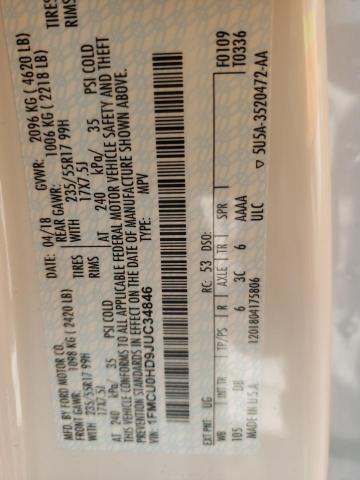 MFD. BY FORD MOTOR CO.
DATE: 04/18 GVWR: 2096 KG ( 4620 LB)
FRONT GAWR: 1098 KG ( 2420 LB) REAR GAWR: 1006 KG ( 2218 LB)
WITH 235/55R17 99H TIRES WITH 235/55R17 99H TIRES
17X7.5J RIMS 17X7.5J RIMS
AT 240 kPa/ 35 PSI COLD AT 240 kPa/ 35 PSI COLD
THIS VEHICLE CONFORMS TO ALL APPLICABLE FEDERAL MOTOR VEHICLE SAFETY AND THEFT
PREVENTION STANDARDS IN EFFECT ON THE DATE OF MANUFACTURE SHOWN ABOVE.
VIN: 1FMCU0HD9JUC34846 TYPE: MPV
F0109
T0336
EXT PNT: UG RC: 53 DSO:
WB INT TR TP/PS R AXLE TR SPR
105 DB 6 3C 6 AAAA
ULC
MADE IN U.S.A. 1201804175806
▽ 5U5A-3520472-AA